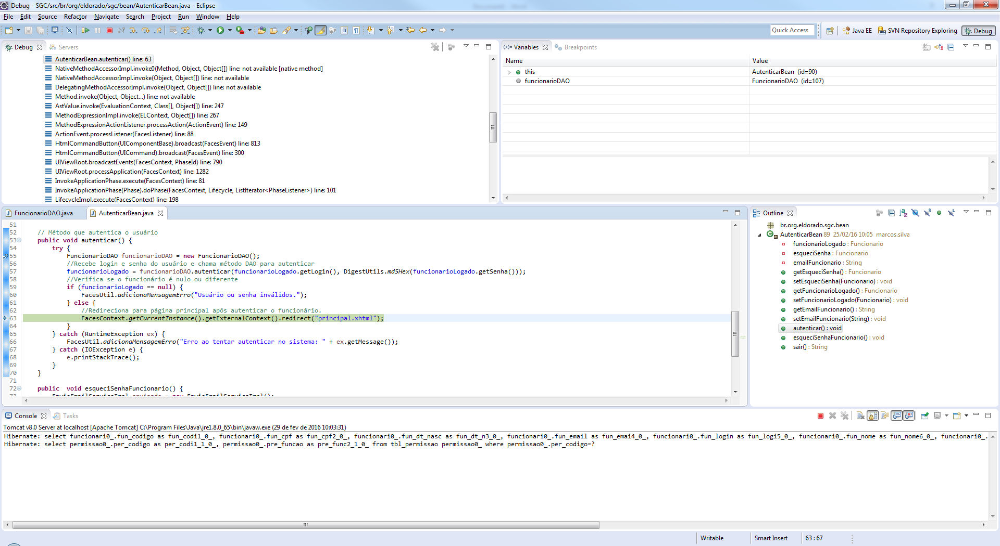 Debug - SGC/src/br/org/eldorado/sgc/bean/AutenticarBean.java - Eclipse
File Edit Source Refactor Navigate Search Project Run Window Help
Quick Access Java EE SVN Repository Exploring Debug
Debug Servers
AutenticarBean.autenticar() line: 63
NativeMethodAccessorImpl.invoke0(Method, Object, Object[]) line: not available [native method]
NativeMethodAccessorImpl.invoke(Object, Object[]) line: not available
DelegatingMethodAccessorImpl.invoke(Object, Object[]) line: not available
Method.invoke(Object, Object...) line: not available
AstValue.invoke(EvaluationContext, Class[], Object[]) line: 247
MethodExpressionImpl.invoke(ELContext, Object[]) line: 267
MethodExpressionActionListener.processAction(ActionEvent) line: 149
ActionEvent.processListener(FacesListener) line: 88
HtmlCommandButton(UIComponentBase).broadcast(FacesEvent) line: 813
HtmlCommandButton(UICommand).broadcast(FacesEvent) line: 300
UIViewRoot.broadcastEvents(FacesContext, PhaseId) line: 790
UIViewRoot.processApplication(FacesContext) line: 1282
InvokeApplicationPhase.execute(FacesContext) line: 81
InvokeApplicationPhase(Phase).doPhase(FacesContext, Lifecycle, ListIterator<PhaseListener>) line: 101
LifecycleImpl.execute(FacesContext) line: 198
(x)= Variables Breakpoints
Name Value
this AutenticarBean (id=90)
funcionarioDAO FuncionarioDAO (id=107)
FuncionarioDAO.java AutenticarBean.java
51
52 // Método que autentica o usuário
53 public void autenticar() {
54 try {
55 FuncionarioDAO funcionarioDAO = new FuncionarioDAO();
56 //Recebe login e senha do usuário e chama método DAO para autenticar
57 funcionarioLogado = funcionarioDAO.autenticar(funcionarioLogado.getLogin(), DigestUtils.md5Hex(funcionarioLogado.getSenha()));
58 //Verifica se o funcionário é nulo ou diferente
59 if (funcionarioLogado == null) {
60 FacesUtil.adicionaMensagemErro("Usuário ou senha inválidos.");
61 } else {
62 //Redireciona para página principal após autenticar o funcionário.
63 FacesContext.getCurrentInstance().getExternalContext().redirect("principal.xhtml");
64 }
65 } catch (RuntimeException ex) {
66 FacesUtil.adicionaMensagemErro("Erro ao tentar autenticar no sistema: " + ex.getMessage());
67 } catch (IOException e) {
68 e.printStackTrace();
69 }
70 }
71
72 public void esqueciSenhaFuncionario() {
73 EnvioEmailServiceImpl enviando = new EnvioEmailServiceImpl();
Outline
br.org.eldorado.sgc.bean
AutenticarBean 89 25/02/16 10:05 marcos.silva
funcionarioLogado : Funcionario
esqueciSenha : Funcionario
emailFuncionario : String
getEsqueciSenha() : Funcionario
setEsqueciSenha(Funcionario) : void
getFuncionarioLogado() : Funcionario
setFuncionarioLogado(Funcionario) : void
getEmailFuncionario() : String
setEmailFuncionario(String) : void
autenticar() : void
esqueciSenhaFuncionario() : void
sair() : String
Console Tasks
Tomcat v8.0 Server at localhost [Apache Tomcat] C:\Program Files\Java\jre1.8.0_65\bin\javaw.exe (29 de fev de 2016 10:03:31)
Hibernate: select funcionari0_.fun_codigo as fun_codi1_0_, funcionari0_.fun_cpf as fun_cpf2_0_, funcionari0_.fun_dt_nasc as fun_dt_n3_0_, funcionari0_.fun_email as fun_emai4_0_, funcionari0_.fun_login as fun_logi5_0_, funcionari0_.fun_nome as fun_nome6_0_, funcionari0_.
Hibernate: select permissao0_.per_codigo as per_codi1_1_0_, permissao0_.pre_funcao as pre_func2_1_0_ from tbl_permissao permissao0_ where permissao0_.per_codigo=?
Writable Smart Insert 63 : 67